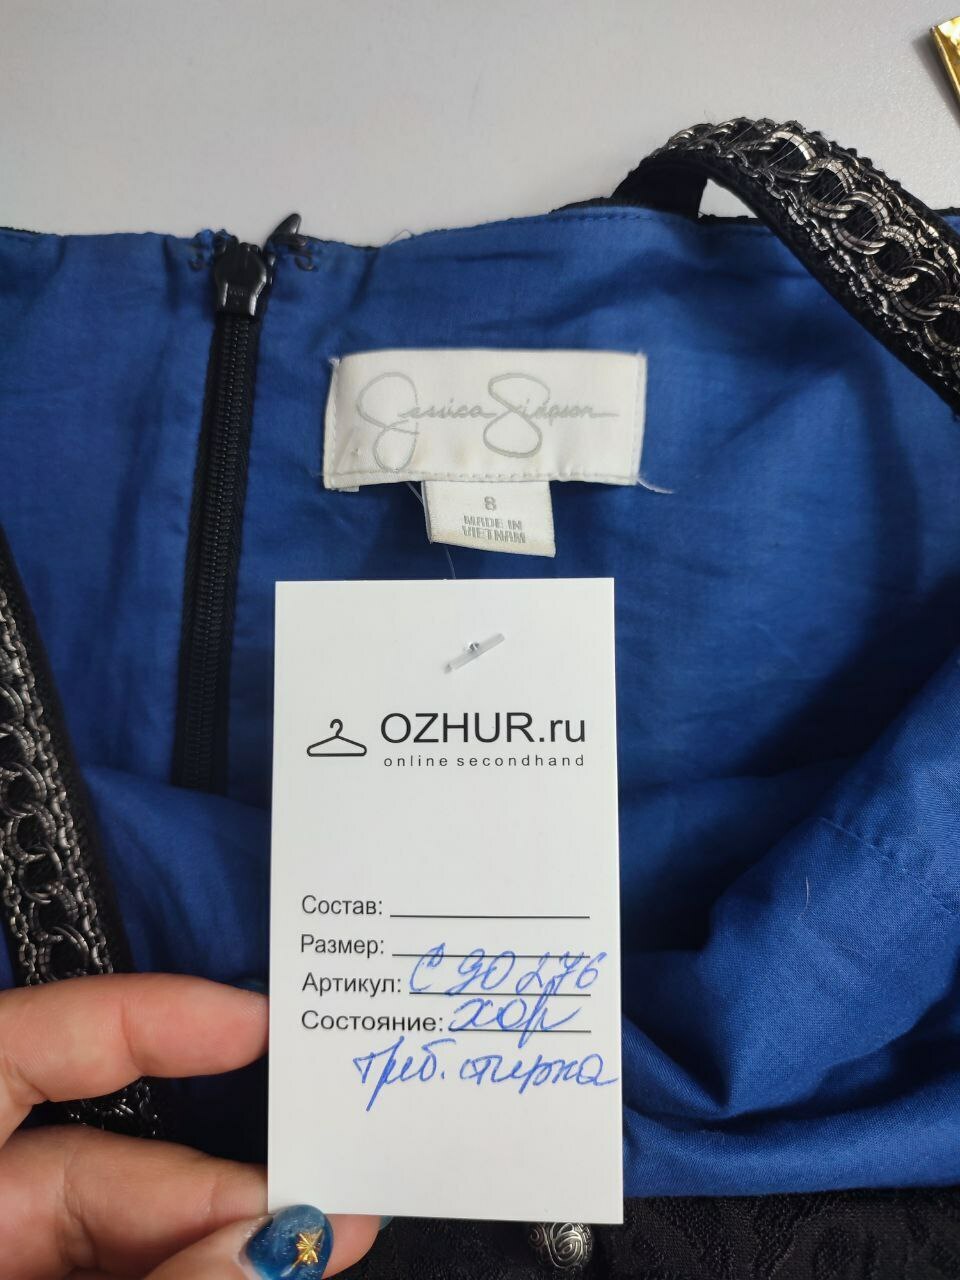 Jessica Simpson
8
MADE IN
VIETNAM
OZHUR.ru
online secondhand
Состав:
Размер:
Артикул: С 90276
Состояние: хор
треб. стирка